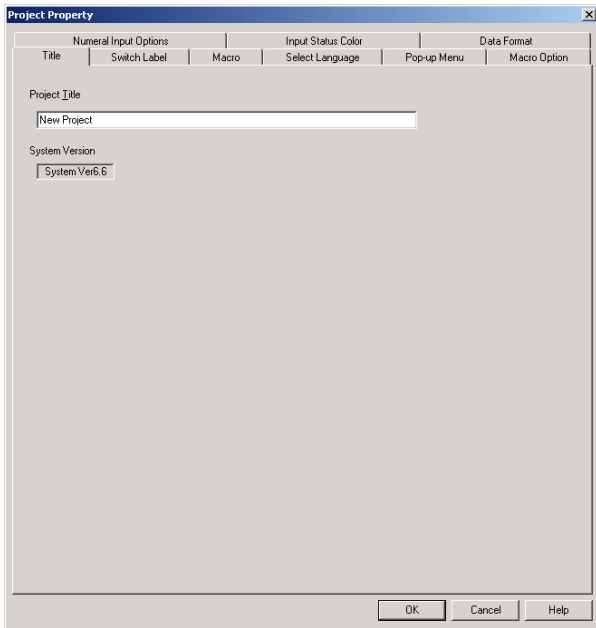 Project Property
Numeral Input Options Input Status Color Data Format
Title Switch Label Macro Select Language Pop-up Menu Macro Option
Project Title
New Project
System Version
System Ver6.6
OK Cancel Help